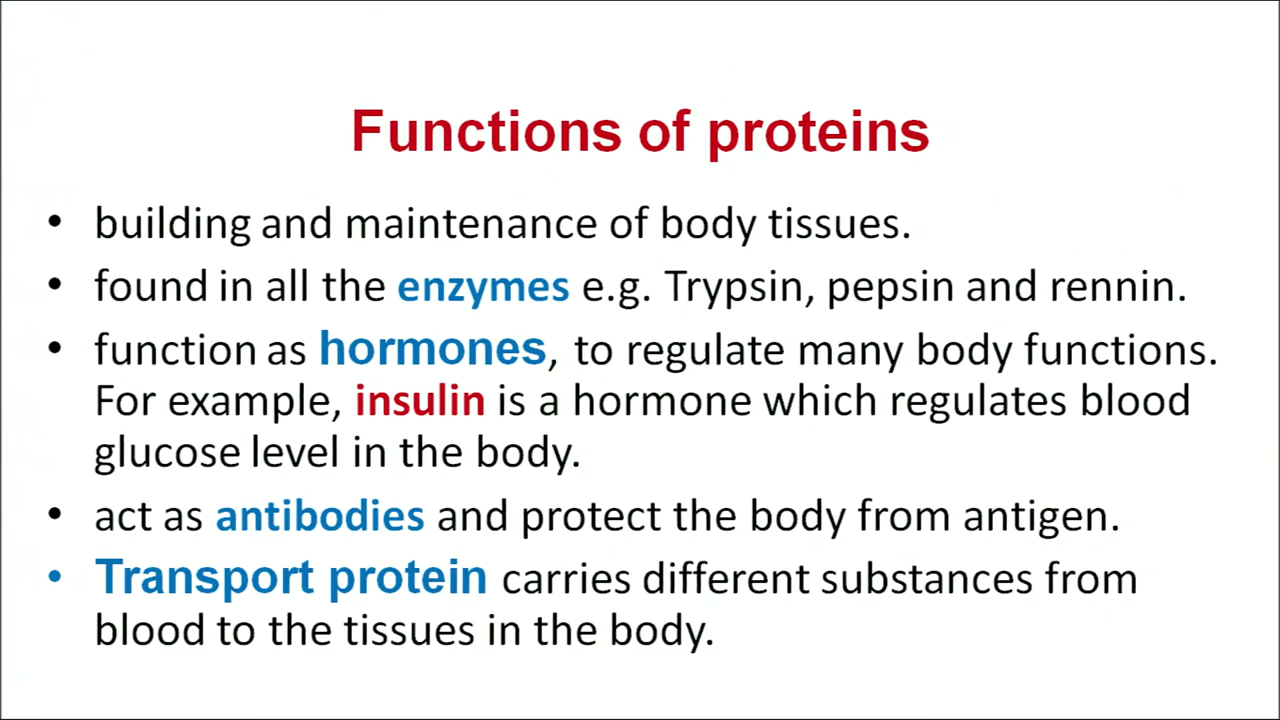 Functions of proteins
• building and maintenance of body tissues.
• found in all the enzymes e.g. Trypsin, pepsin and rennin.
• function as hormones, to regulate many body functions.
For example, insulin is a hormone which regulates blood
glucose level in the body.
• act as antibodies and protect the body from antigen.
• Transport protein carries different substances from
blood to the tissues in the body.